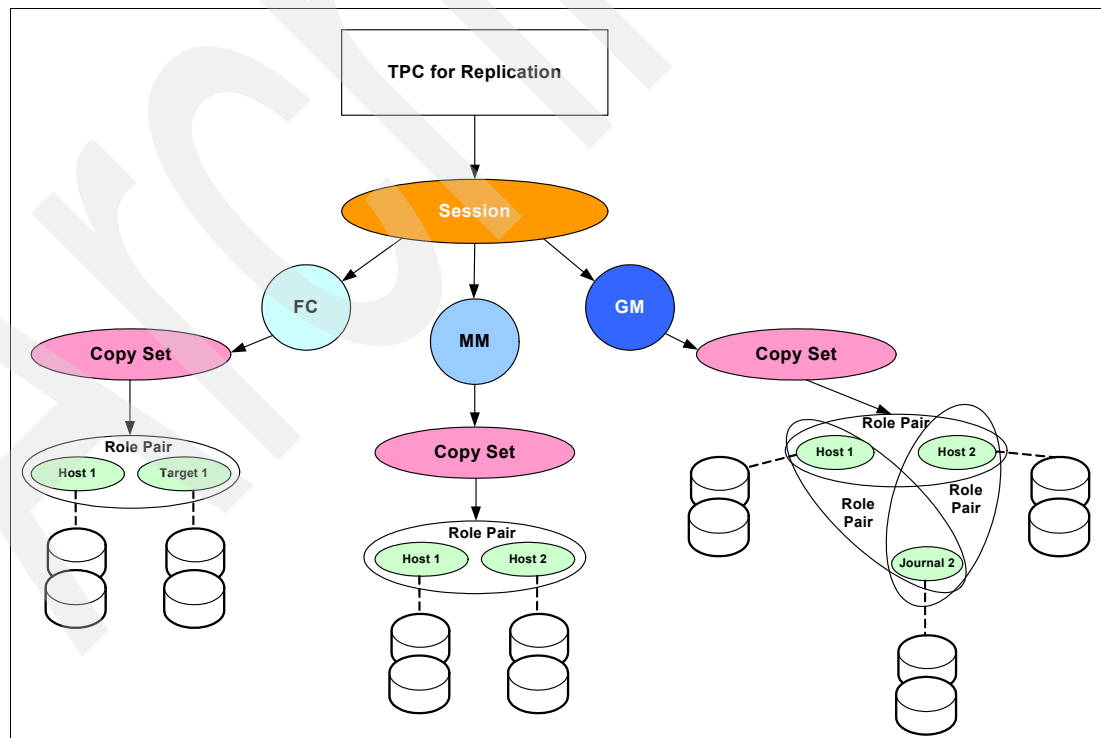 TPC for Replication
Session
FC
MM
GM
Copy Set
Copy Set
Copy Set
Role Pair
Host 1
Target 1
Role Pair
Host 1
Host 2
Role Pair
Host 1
Host 2
Role
Pair
Role
Pair
Journal 2